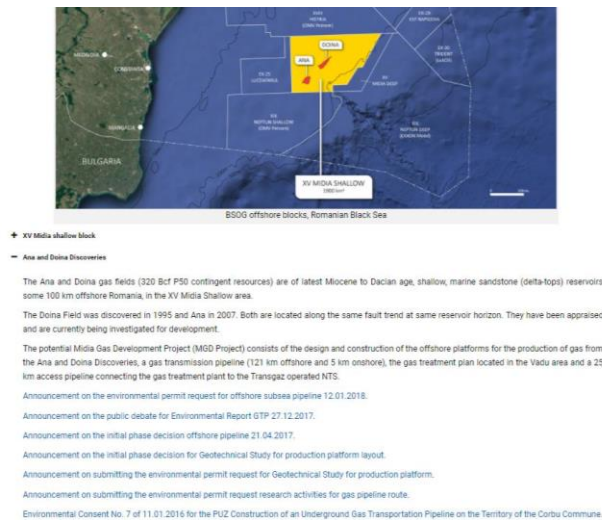 DOINA
ANA
MIDIA DEEP
CONSTANTA
MANGALIA
BULGARIA
XV MIDIA SHALLOW
BSOG offshore blocks, Romanian Black Sea
+ XV Midia shallow block
− Ana and Doina Discoveries
The Ana and Doina gas fields (320 Bcf P50 contingent resources) are of latest Miocene to Dacian age, shallow, marine sandstone (delta-tops) reservoirs
some 100 km offshore Romania, in the XV Midia Shallow area.
The Doina Field was discovered in 1995 and Ana in 2007. Both are located along the same fault trend at same reservoir horizon. They have been appraised
and are currently being investigated for development.
The potential Midia Gas Development Project (MGD Project) consists of the design and construction of the offshore platforms for the production of gas from
the Ana and Doina Discoveries, a gas transmission pipeline (121 km offshore and 5 km onshore), the gas treatment plan located in the Vadu area and a 25
km access pipeline connecting the gas treatment plant to the Transgaz operated NTS.
Announcement on the environmental permit request for offshore subsea pipeline 12.01.2018.
Announcement on the public debate for Environmental Report GTP 27.12.2017.
Announcement on the initial phase decision offshore pipeline 21.04.2017.
Announcement on the initial phase decision for Geotechnical Study for production platform layout.
Announcement on submitting the environmental permit request for Geotechnical Study for production platform.
Announcement on submitting the environmental permit request research activities for gas pipeline route.
Environmental Consent No. 7 of 11.01.2016 for the PUZ Construction of an Underground Gas Transportation Pipeline on the Territory of the Corbu Commune